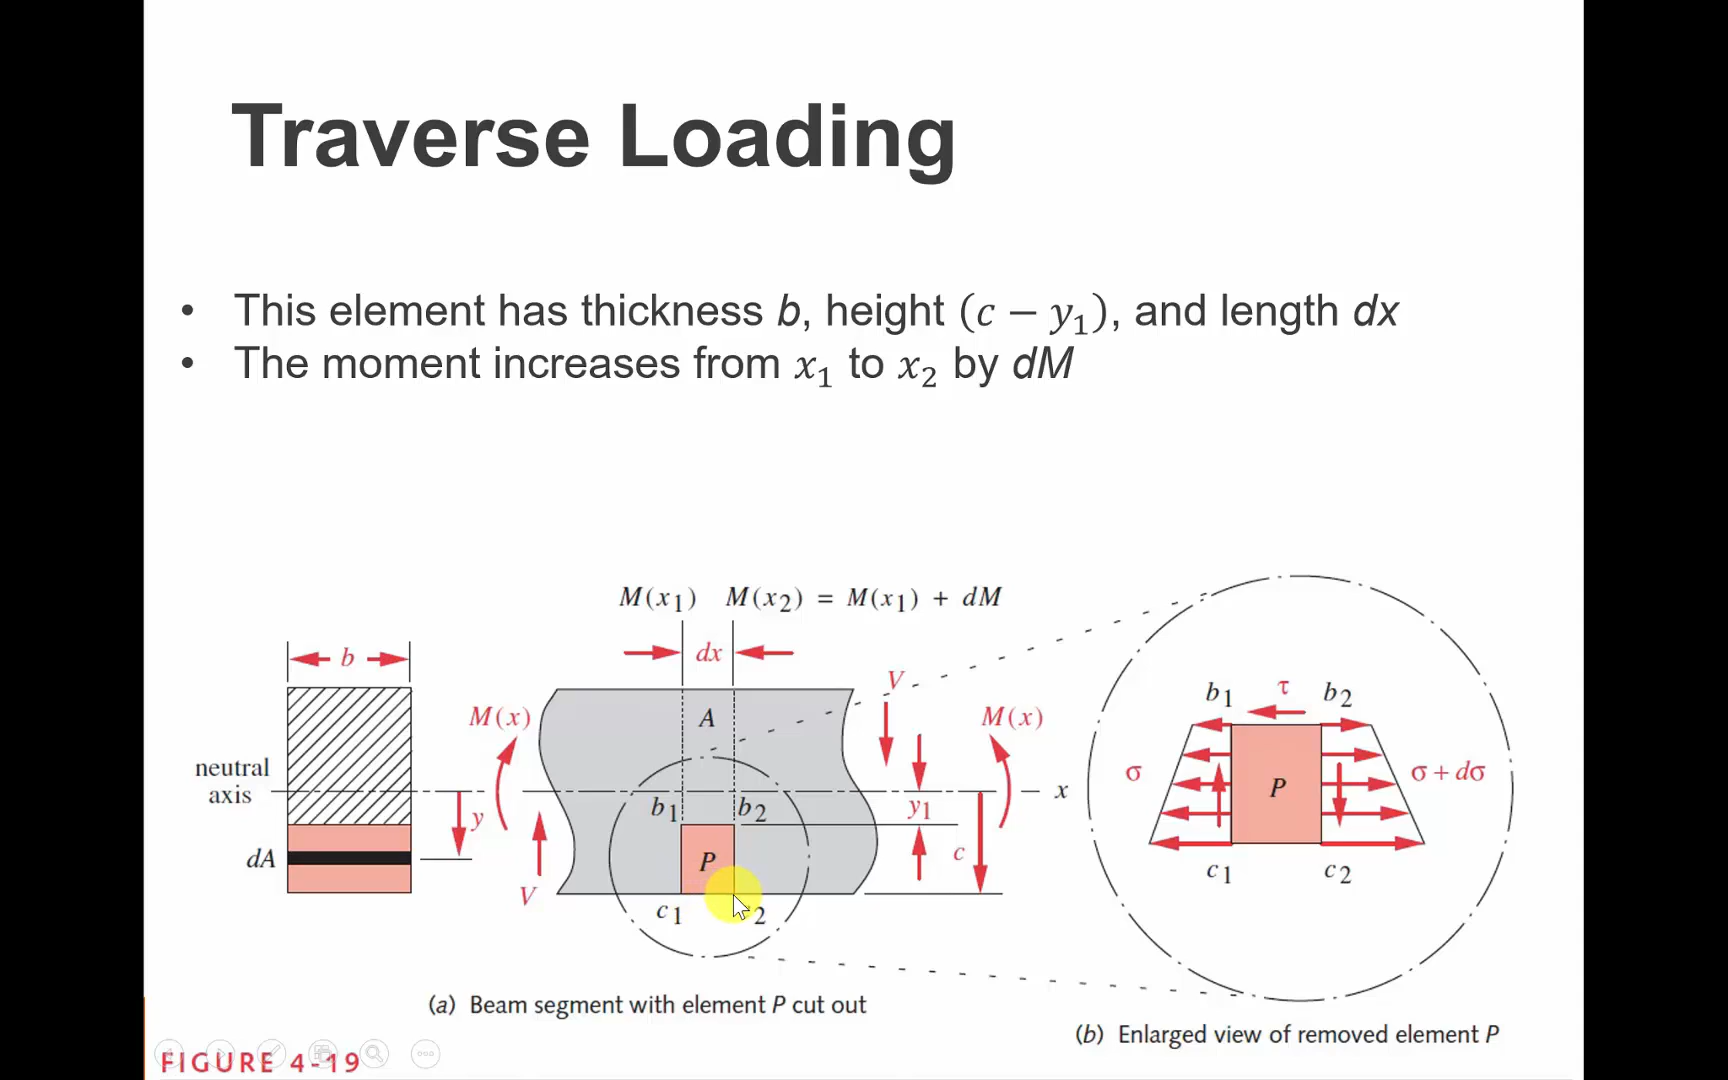 Traverse Loading
• This element has thickness b, height (c − y₁), and length dx
• The moment increases from x₁ to x₂ by dM
M(x₁) M(x₂) = M(x₁) + dM
b
dx
V
M(x)
A
M(x)
neutral
axis
y
b₁
b₂
y₁
x
dA
P
c
V
c₁
2
b₁
τ
b₂
σ
P
σ + dσ
c₁
c₂
(a) Beam segment with element P cut out
(b) Enlarged view of removed element P
FIGURE 4-19